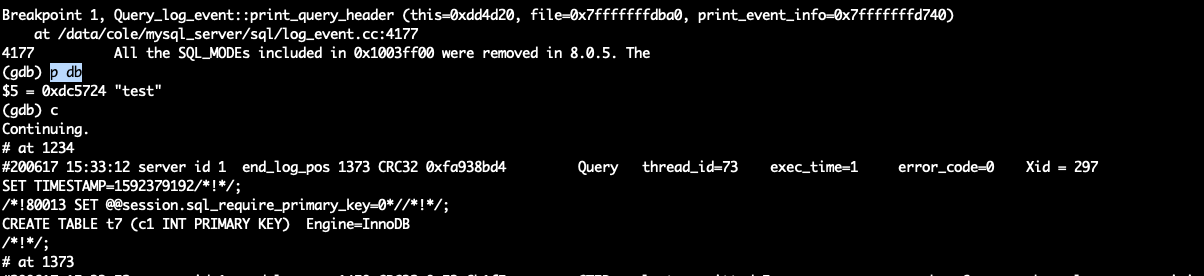 Breakpoint 1, Query_log_event::print_query_header (this=0xdd4d20, file=0x7fffffffdba0, print_event_info=0x7fffffffd740)
at /data/cole/mysql_server/sql/log_event.cc:4177
4177 All the SQL_MODEs included in 0x1003ff00 were removed in 8.0.5. The
(gdb) p db
$5 = 0xdc5724 "test"
(gdb) c
Continuing.
# at 1234
#200617 15:33:12 server id 1 end_log_pos 1373 CRC32 0xfa938bd4 Query thread_id=73 exec_time=1 error_code=0 Xid = 297
SET TIMESTAMP=1592379192/*!*/;
/*!80013 SET @@session.sql_require_primary_key=0*//*!*/;
CREATE TABLE t7 (c1 INT PRIMARY KEY) Engine=InnoDB
/*!*/;
# at 1373